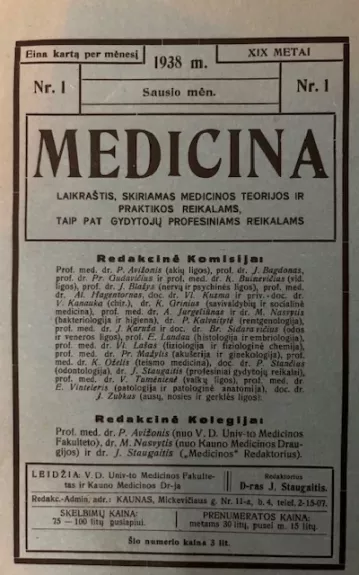 Eina kartą per mėnesį
1938 m.
XIX METAI
Nr. 1
Sausio mėn.
Nr. 1
MEDICINA
LAIKRAŠTIS, SKIRIAMAS MEDICINOS TEORIJOS IR
PRAKTIKOS REIKALAMS,
TAIP PAT GYDYTOJŲ PROFESINIAMS REIKALAMS
Redakcinė Komisija:
Prof. med. dr. P. Avižonis (akių ligos), prof. dr. J. Bagdonas,
prof. dr. Pr. Gudavičius ir prof. med. dr. K. Buinevičius (vid.
ligos), prof. dr. J. Blažys (nervų ir psychinės ligos), prof. med.
dr. Al. Hagentornas, doc. dr. Vl. Kuzma ir priv.-doc. dr.
V. Kanauka (chir.), dr. K. Grinius (savivaldybių ir socialinė
medicina), prof. med. dr. A. Jurgeliūnas ir dr. M. Nasvytis
(bakteriologija ir higiena), dr. P. Kalnaitytė (rentgenologija),
prof. med. dr. J. Karuža ir doc. dr. Br. Sidaravičius (odos
ir veneros ligos), prof. E. Landau (histologija ir embriologija),
prof. med. dr. Vl. Lašas (fiziologija ir fiziologinė chemija),
prof. med. dr. Pr. Mažylis (akušerija ir ginekologija), prof.
med. dr. K. Oželis (teismo medicina), doc. dr. P. Stančius
(odontologija), dr. J. Staugaitis (profesiniai gydytojų reikalai),
prof. med. dr. V. Tumėnienė (vaikų ligos), prof. med. dr.
E. Vinteleris (patologija ir patologinė anatomija), doc. dr.
J. Zubkus (ausų, nosies ir gerklės ligos).
Redakcinė Kolegija:
Prof. med. dr. P. Avižonis (nuo V. D. Univ-to Medicinos
Fakulteto), dr. M. Nasvytis (nuo Kauno Medicinos Drau-
gijos) ir dr. J. Staugaitis („Medicinos" Redaktorius).
LEIDŽIA: V. D. Univ-to Medicinos Fakulte-
tas ir Kauno Medicinos Dr-ja
Redaktorius
D-ras J. Staugaitis.
Redakc.-Admin. adr.: KAUNAS, Mickevičiaus g. Nr. 11-a, b. 4, telef. 2-15-07.
SKELBIMŲ KAINA:
75 — 100 litų puslapiui.
PRENUMERATOS KAINA:
metams 30 litų, pusei m. 15 litų.
Šio numerio kaina 3 lit.